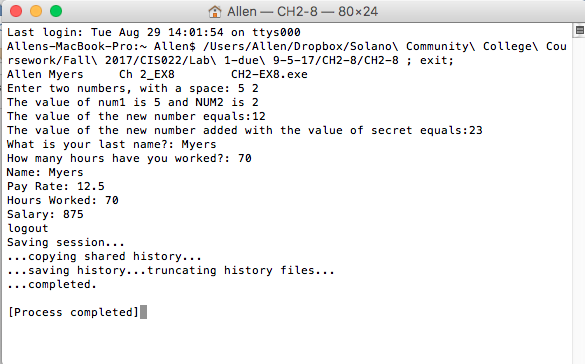 Allen — CH2-8 — 80×24
Last login: Tue Aug 29 14:01:54 on ttys000
Allens-MacBook-Pro:~ Allen$ /Users/Allen/Dropbox/Solano\ Community\ College\ Cou
rsework/Fall\ 2017/CIS022/Lab\ 1-due\ 9-5-17/CH2-8/CH2-8 ; exit;
Allen Myers     Ch 2_EX8        CH2-EX8.exe
Enter two numbers, with a space: 5 2
The value of num1 is 5 and NUM2 is 2
The value of the new number equals:12
The value of the new number added with the value of secret equals:23
What is your last name?: Myers
How many hours have you worked?: 70
Name: Myers
Pay Rate: 12.5
Hours Worked: 70
Salary: 875
logout
Saving session...
...copying shared history...
...saving history...truncating history files...
...completed.
[Process completed]